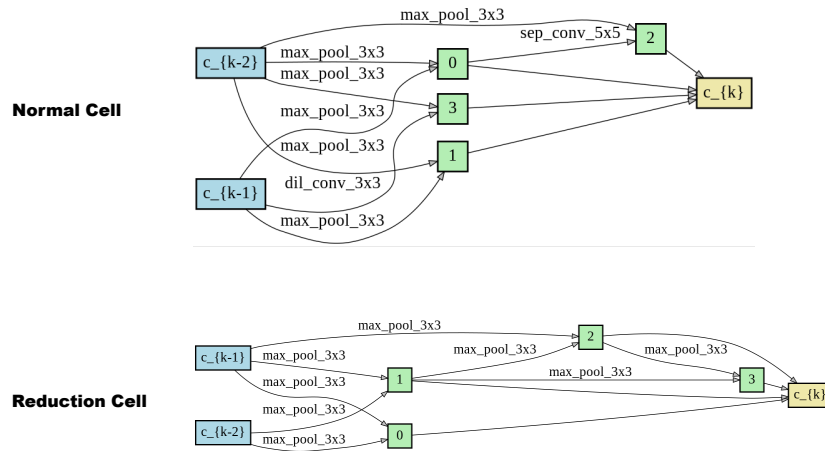 max_pool_3x3
sep_conv_5x5
2
c_{k-2}
max_pool_3x3
0
max_pool_3x3
c_{k}
Normal Cell
max_pool_3x3
3
max_pool_3x3
1
dil_conv_3x3
c_{k-1}
max_pool_3x3
max_pool_3x3
2
c_{k-1}
max_pool_3x3
max_pool_3x3
max_pool_3x3
max_pool_3x3
1
max_pool_3x3
3
c_{k}
Reduction Cell
max_pool_3x3
c_{k-2}
max_pool_3x3
0